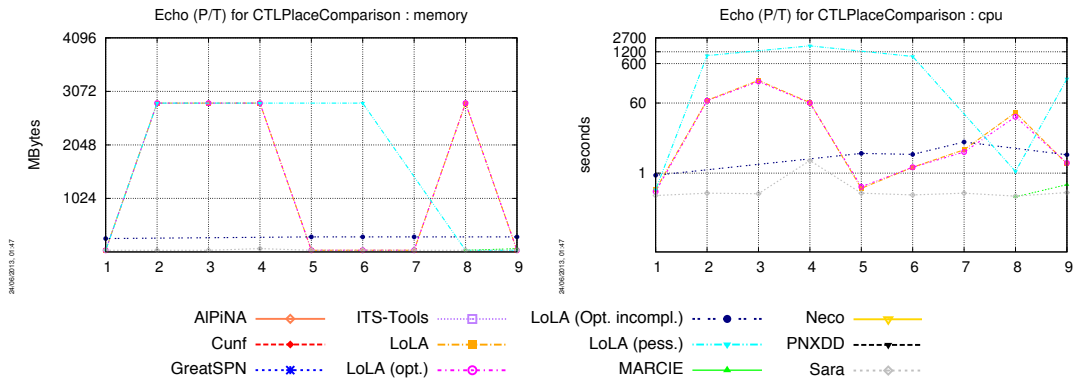 Echo (P/T) for CTLPlaceComparison : memory
4096
3072
2048
1024
MBytes
1 2 3 4 5 6 7 8 9
24/06/2013, 01:47
Echo (P/T) for CTLPlaceComparison : cpu
2700
1200
600
60
1
seconds
1 2 3 4 5 6 7 8 9
24/06/2013, 01:47
AlPiNA ITS-Tools LoLA (Opt. incompl.) Neco
Cunf LoLA LoLA (pess.) PNXDD
GreatSPN LoLA (opt.) MARCIE Sara